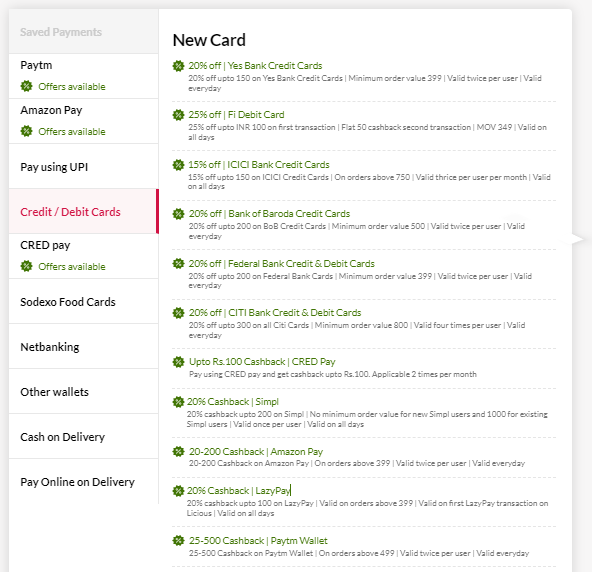 Saved Payments
Paytm
Offers available
Amazon Pay
Offers available
Pay using UPI
Credit / Debit Cards
CRED pay
Offers available
Sodexo Food Cards
Netbanking
Other wallets
Cash on Delivery
Pay Online on Delivery
New Card
20% off | Yes Bank Credit Cards
20% off upto 150 on Yes Bank Credit Cards | Minimum order value 399 | Valid twice per user | Valid
everyday
25% off | Fi Debit Card
25% off upto INR 100 on first transaction | Flat 50 cashback second transaction | MOV 349 | Valid on
all days
15% off | ICICI Bank Credit Cards
15% off upto 150 on ICICI Credit Cards | On orders above 750 | Valid thrice per user per month | Valid
on all days
20% off | Bank of Baroda Credit Cards
20% off upto 200 on BoB Credit Cards | Minimum order value 500 | Valid twice per user | Valid
everyday
20% off | Federal Bank Credit & Debit Cards
20% off upto 200 on Federal Bank Cards | Minimum order value 399 | Valid twice per user | Valid
everyday
20% off | CITI Bank Credit & Debit Cards
20% off upto 300 on all Citi Cards | Minimum order value 800 | Valid four times per user | Valid
everyday
Upto Rs.100 Cashback | CRED Pay
Pay using CRED pay and get cashback upto Rs,100. Applicable 2 times per month
20% Cashback | Simpl
20% cashback upto 200 on Simpl | No minimum order value for new Simpl users and 1000 for existing
Simpl users | Valid once per user | Valid on all days
20-200 Cashback | Amazon Pay
20-200 Cashback on Amazon Pay | On orders above 399 | Valid twice per user | Valid everyday
20% Cashback | LazyPay
20% cashback upto 100 on LazyPay | Valid on orders above 399 | Valid on first LazyPay transaction on
Licious | Valid on all days
25-500 Cashback | Paytm Wallet
25-500 Cashback on Paytm Wallet | On orders above 499 | Valid twice per user | Valid everyday